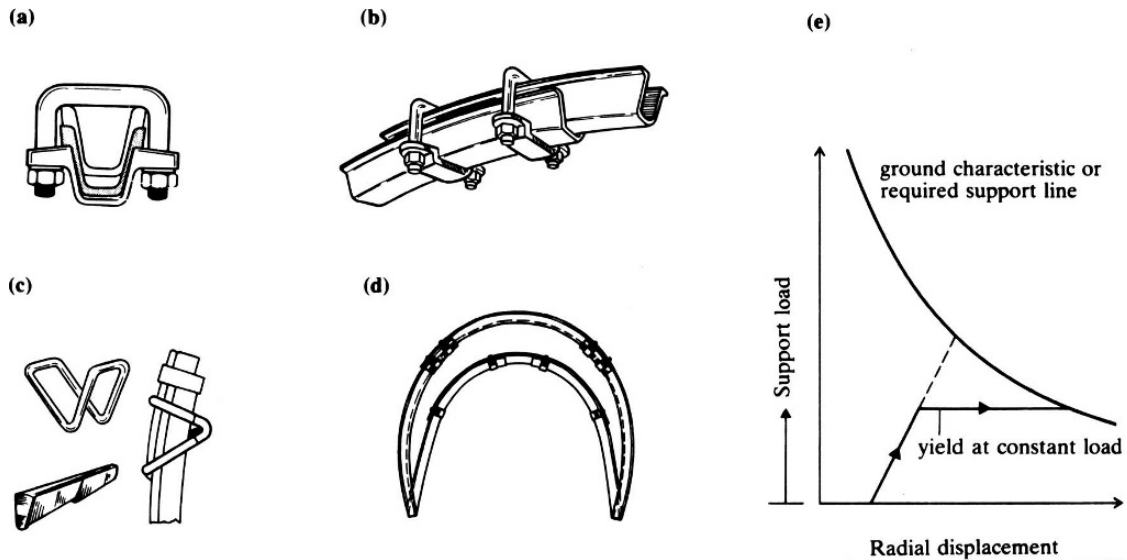 (a)
(b)
(e)
ground characteristic or
required support line
(c)
(d)
Support load
yield at constant load
Radial displacement